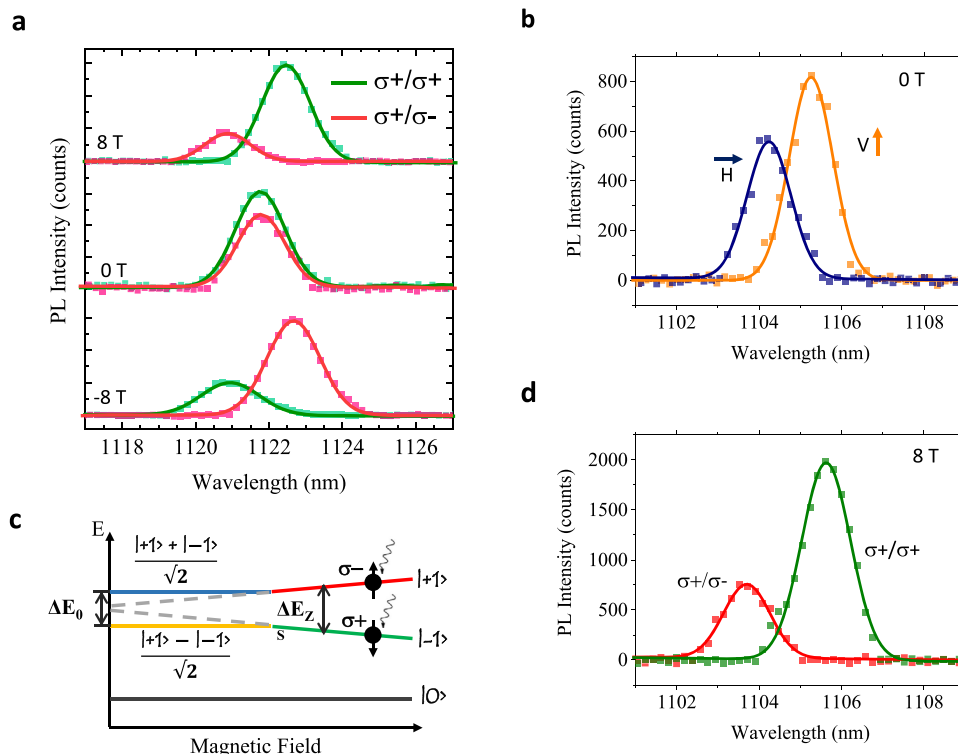 a
σ+/σ+
σ+/σ-
8 T
0 T
-8 T
PL Intensity (counts)
1118 1120 1122 1124 1126
Wavelength (nm)
b
0 T
H
V
800
600
400
200
0
PL Intensity (counts)
1102 1104 1106 1108
Wavelength (nm)
c
E
|+1> + |-1>
√2
ΔE₀
|+1> - |-1>
√2
σ-
|+1>
ΔE_Z
σ+
s
|-1>
|0>
Magnetic Field
d
8 T
2000
1500
1000
500
0
σ+/σ+
σ+/σ-
PL Intensity (counts)
1102 1104 1106 1108
Wavelength (nm)